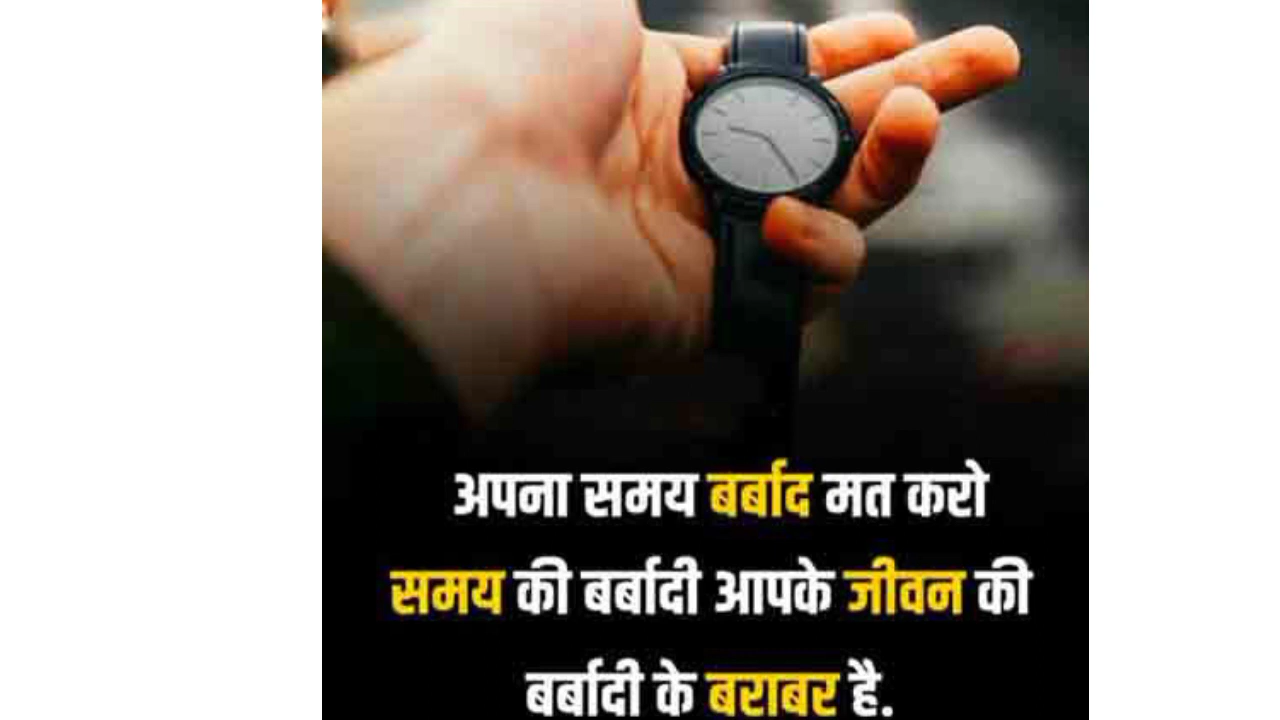 अपना समय बर्बाद मत करो
समय की बर्बादी आपके जीवन की
बर्बादी के बराबर है.